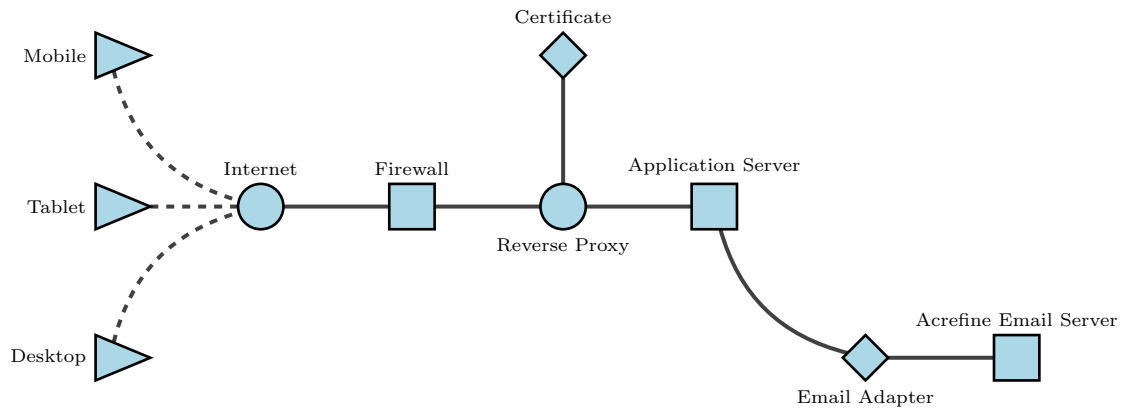 Certificate
Mobile
Internet
Firewall
Application Server
Tablet
Reverse Proxy
Acrefine Email Server
Desktop
Email Adapter